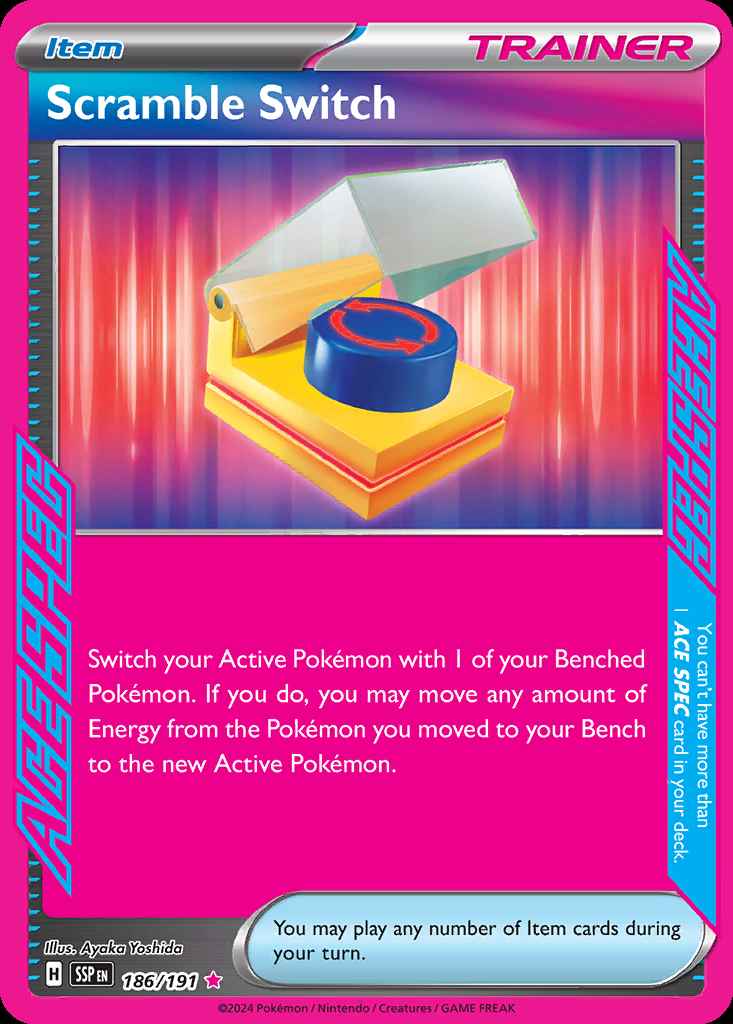 Item
TRAINER
Scramble Switch
ACE SPEC
ACE SPEC
Switch your Active Pokémon with 1 of your Benched
Pokémon. If you do, you may move any amount of
Energy from the Pokémon you moved to your Bench
to the new Active Pokémon.
You can't have more than
1 ACE SPEC card in your deck.
You may play any number of Item cards during
your turn.
Illus. Ayaka Yoshida
H SSP EN 186/191
©2024 Pokémon / Nintendo / Creatures / GAME FREAK